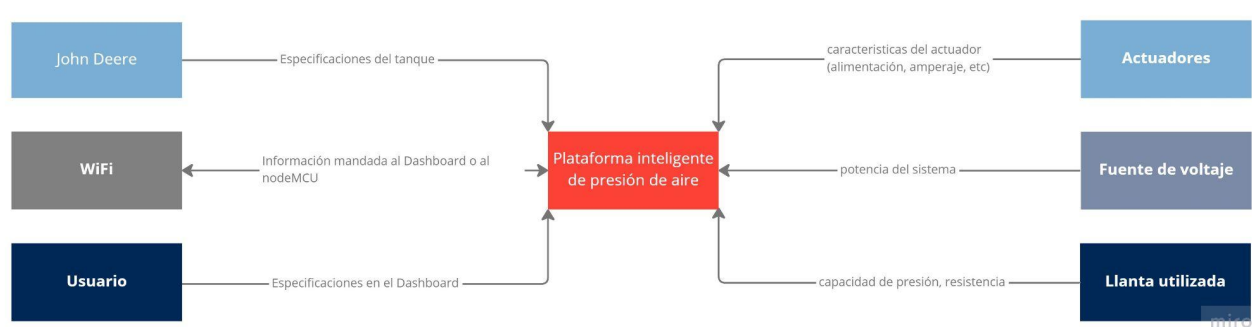 John Deere
Especificaciones del tanque
caracteristicas del actuador
(alimentación, amperaje, etc)
Actuadores
WiFi
Información mandada al Dashboard o al
nodeMCU
Plataforma inteligente
de presión de aire
potencia del sistema
Fuente de voltaje
Usuario
Especificaciones en el Dashboard
capacidad de presión, resistencia
Llanta utilizada
miro